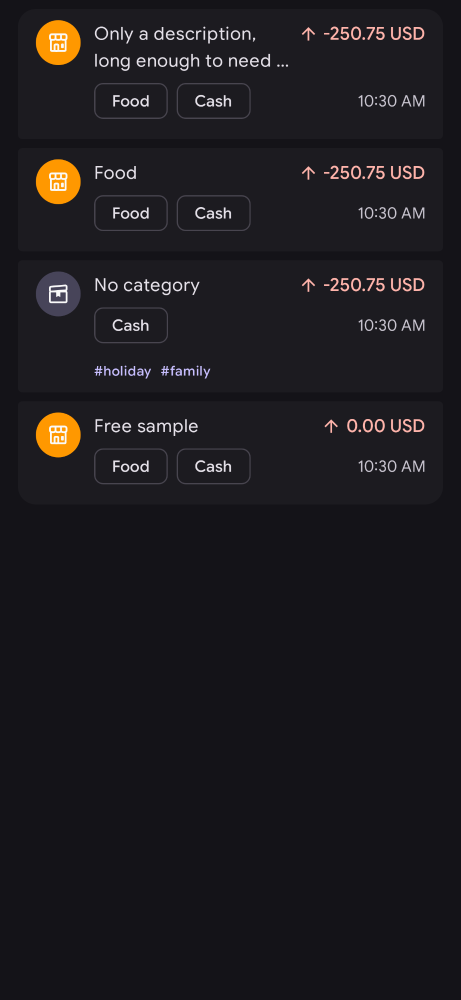 Only a description, ↑ -250.75 USD
long enough to need ...
Food Cash 10:30 AM
Food ↑ -250.75 USD
Food Cash 10:30 AM
No category ↑ -250.75 USD
Cash 10:30 AM
#holiday #family
Free sample ↑ 0.00 USD
Food Cash 10:30 AM